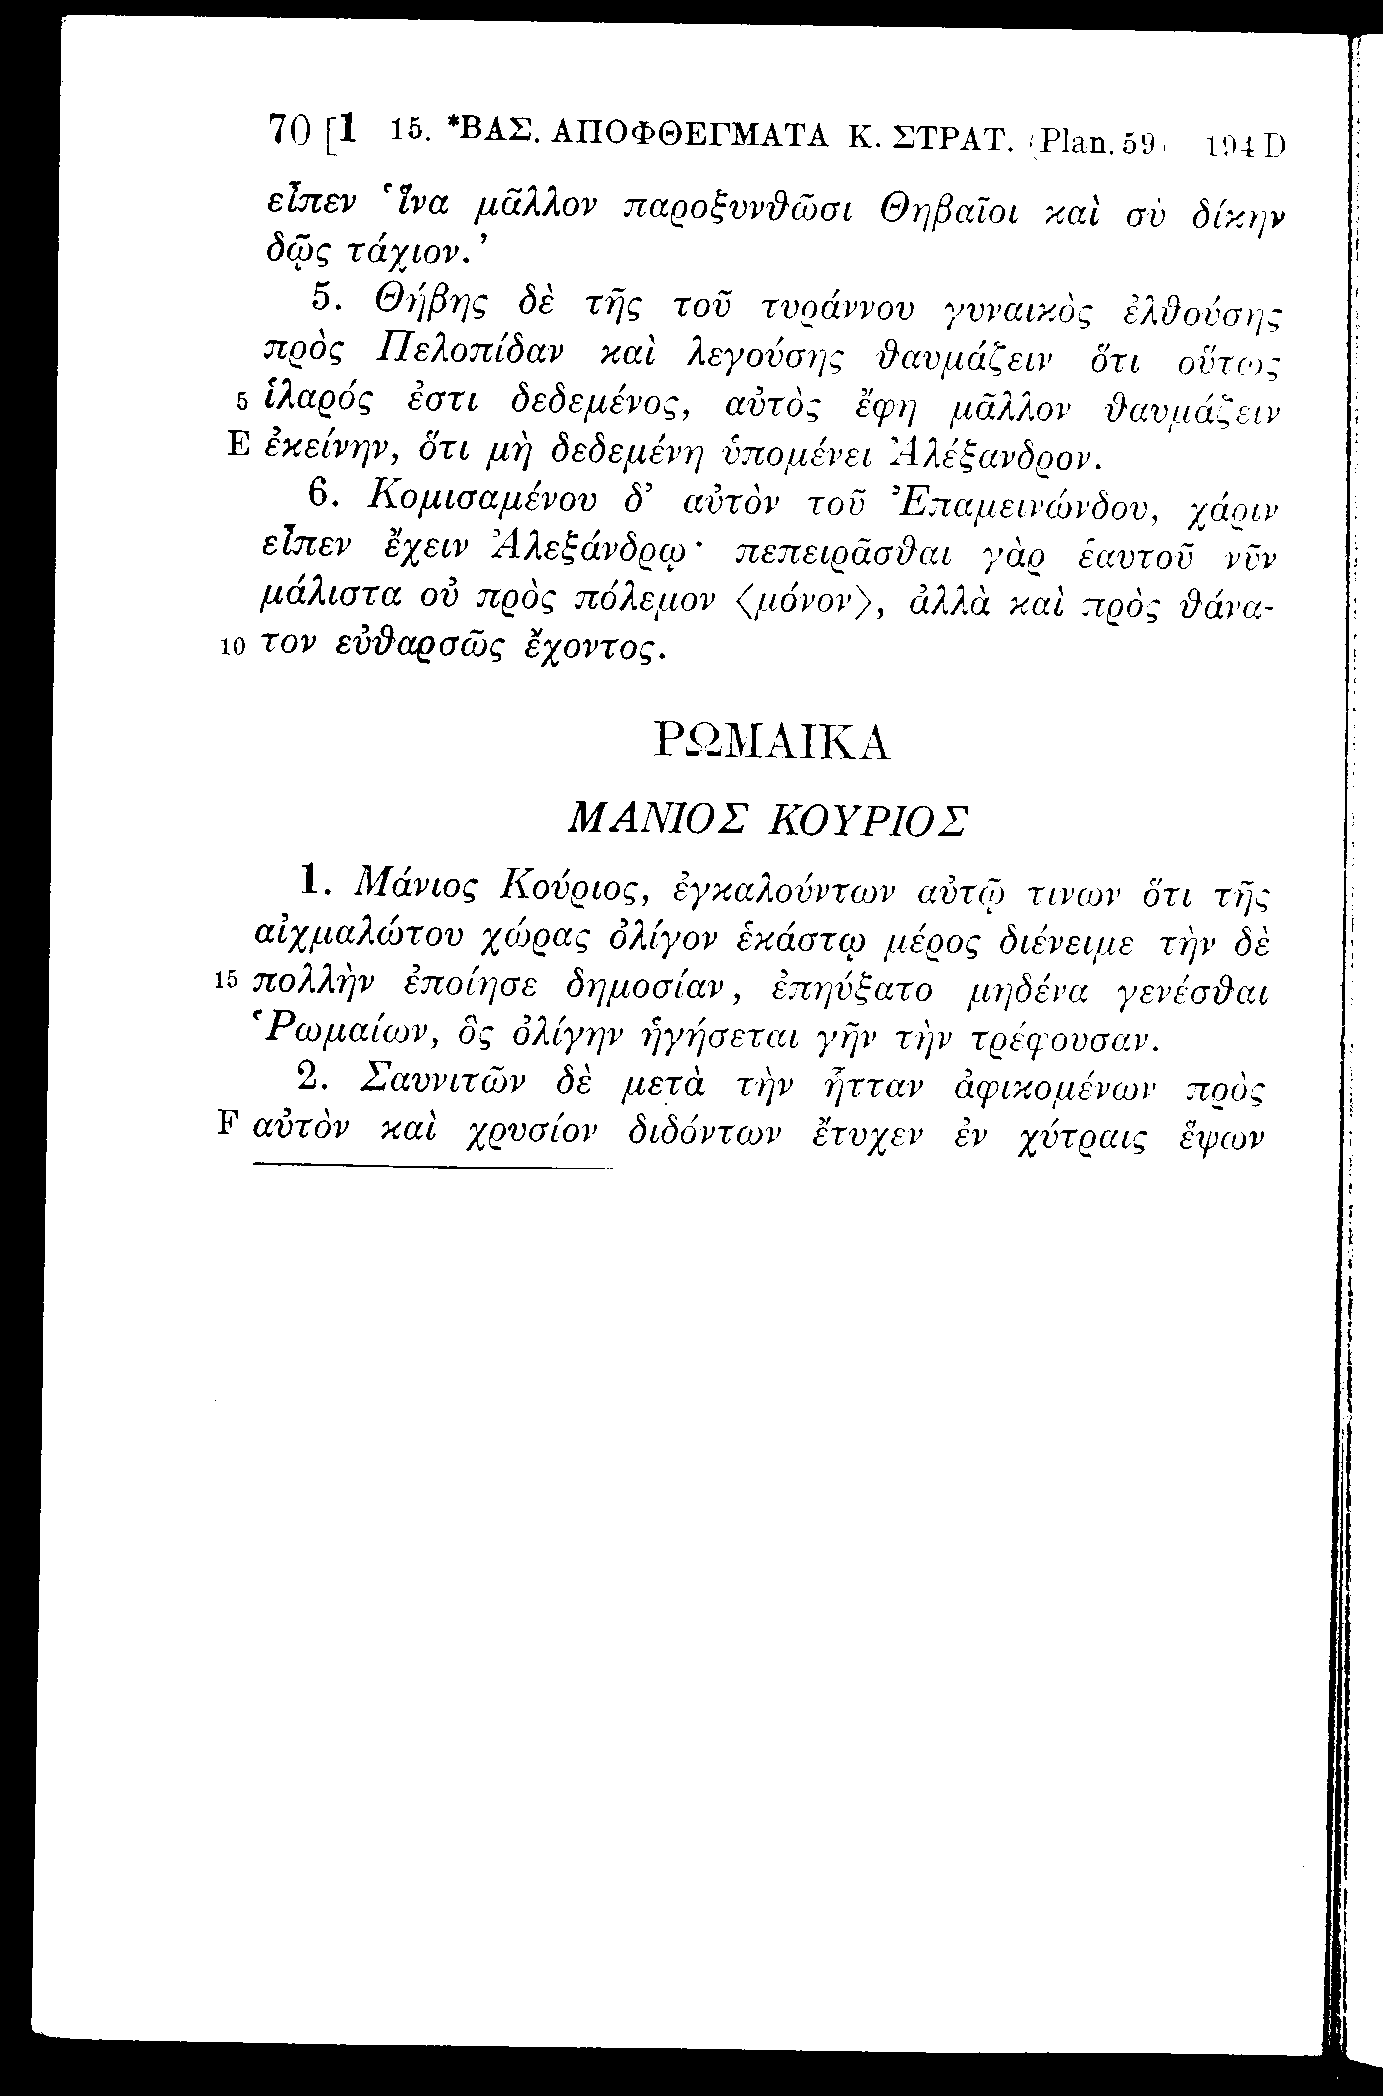 70 [1 15. *ΒΑΣ. ΑΠΟΦΘΕΓΜΑΤΑ Κ. ΣΤΡΑΤ. (Plan. 59) 194 D
εἶπεν ‘ἵνα μᾶλλον παροξυνθῶσι Θηβαῖοι καὶ σὺ δίκην
δῷς τάχιον.’
5. Θήβης δὲ τῆς τοῦ τυράννου γυναικὸς ἐλθούσης
πρὸς Πελοπίδαν καὶ λεγούσης θαυμάζειν ὅτι οὕτως
5 ἱλαρός ἐστι δεδεμένος, αὐτὸς ἔφη μᾶλλον θαυμάζειν
E ἐκείνην, ὅτι μὴ δεδεμένη ὑπομένει Ἀλέξανδρον.
6. Κομισαμένου δ’ αὐτὸν τοῦ Ἐπαμεινώνδου, χάριν
εἶπεν ἔχειν Ἀλεξάνδρῳ· πεπειρᾶσθαι γὰρ ἑαυτοῦ νῦν
μάλιστα οὐ πρὸς πόλεμον ⟨μόνον⟩, ἀλλὰ καὶ πρὸς θάνα-
10 τον εὐθαρσῶς ἔχοντος.
ΡΩΜΑΙΚΑ
ΜΑΝΙΟΣ ΚΟΥΡΙΟΣ
1. Μάνιος Κούριος, ἐγκαλούντων αὐτῷ τινων ὅτι τῆς
αἰχμαλώτου χώρας ὀλίγον ἑκάστῳ μέρος διένειμε τὴν δὲ
15 πολλὴν ἐποίησε δημοσίαν, ἐπηύξατο μηδένα γενέσθαι
Ῥωμαίων, ὃς ὀλίγην ἡγήσεται γῆν τὴν τρέφουσαν.
2. Σαυνιτῶν δὲ μετὰ τὴν ἧτταν ἀφικομένων πρὸς
F αὐτὸν καὶ χρυσίον διδόντων ἔτυχεν ἐν χύτραις ἕψων